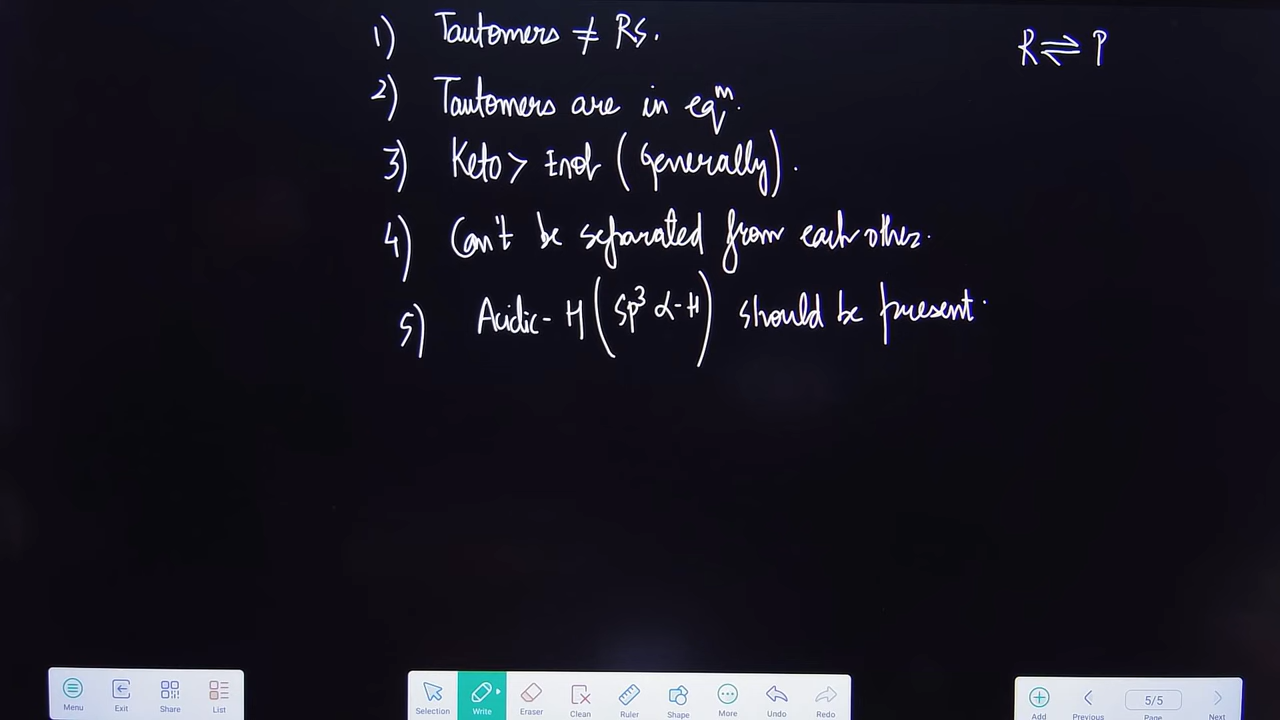 1) Tautomers ≠ RS.
R ⇌ P
2) Tautomers are in eqᵐ.
3) Keto > Enol (Generally).
4) Can't be separated from each other.
5) Acidic-H (Sp³ α-H) should be present.
Menu Exit Share List
Selection Write Eraser Clean Ruler Shape More Undo Redo
Add Previous 5/5 Page Next